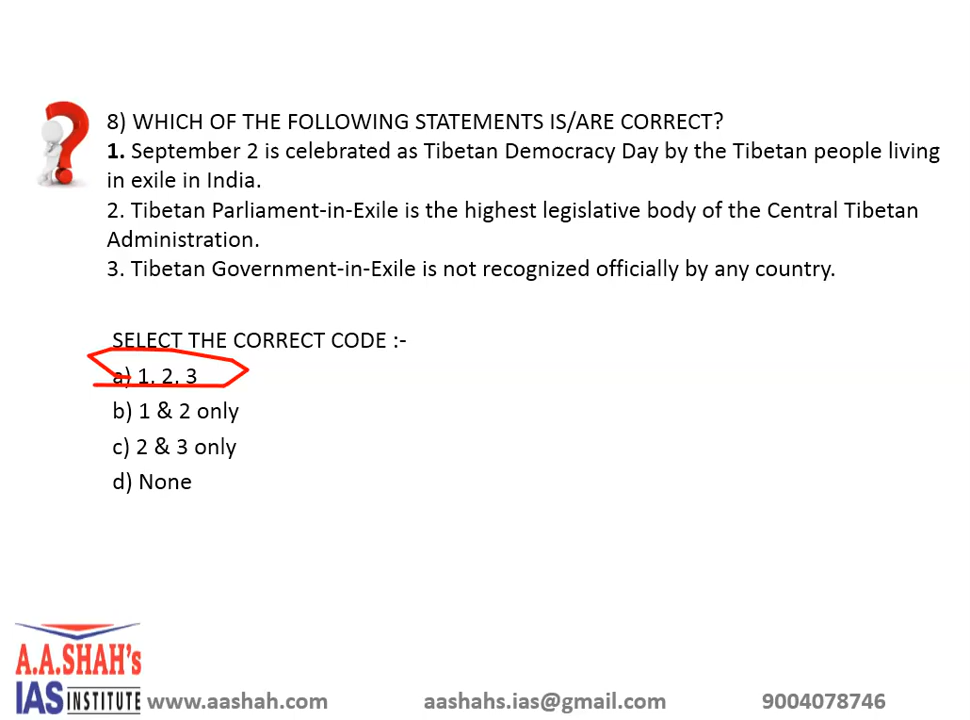 8) WHICH OF THE FOLLOWING STATEMENTS IS/ARE CORRECT?
1. September 2 is celebrated as Tibetan Democracy Day by the Tibetan people living
in exile in India.
2. Tibetan Parliament-in-Exile is the highest legislative body of the Central Tibetan
Administration.
3. Tibetan Government-in-Exile is not recognized officially by any country.
SELECT THE CORRECT CODE :-
a) 1, 2, 3
b) 1 & 2 only
c) 2 & 3 only
d) None
A.A.SHAH's
IAS INSTITUTE www.aashah.com aashahs.ias@gmail.com 9004078746